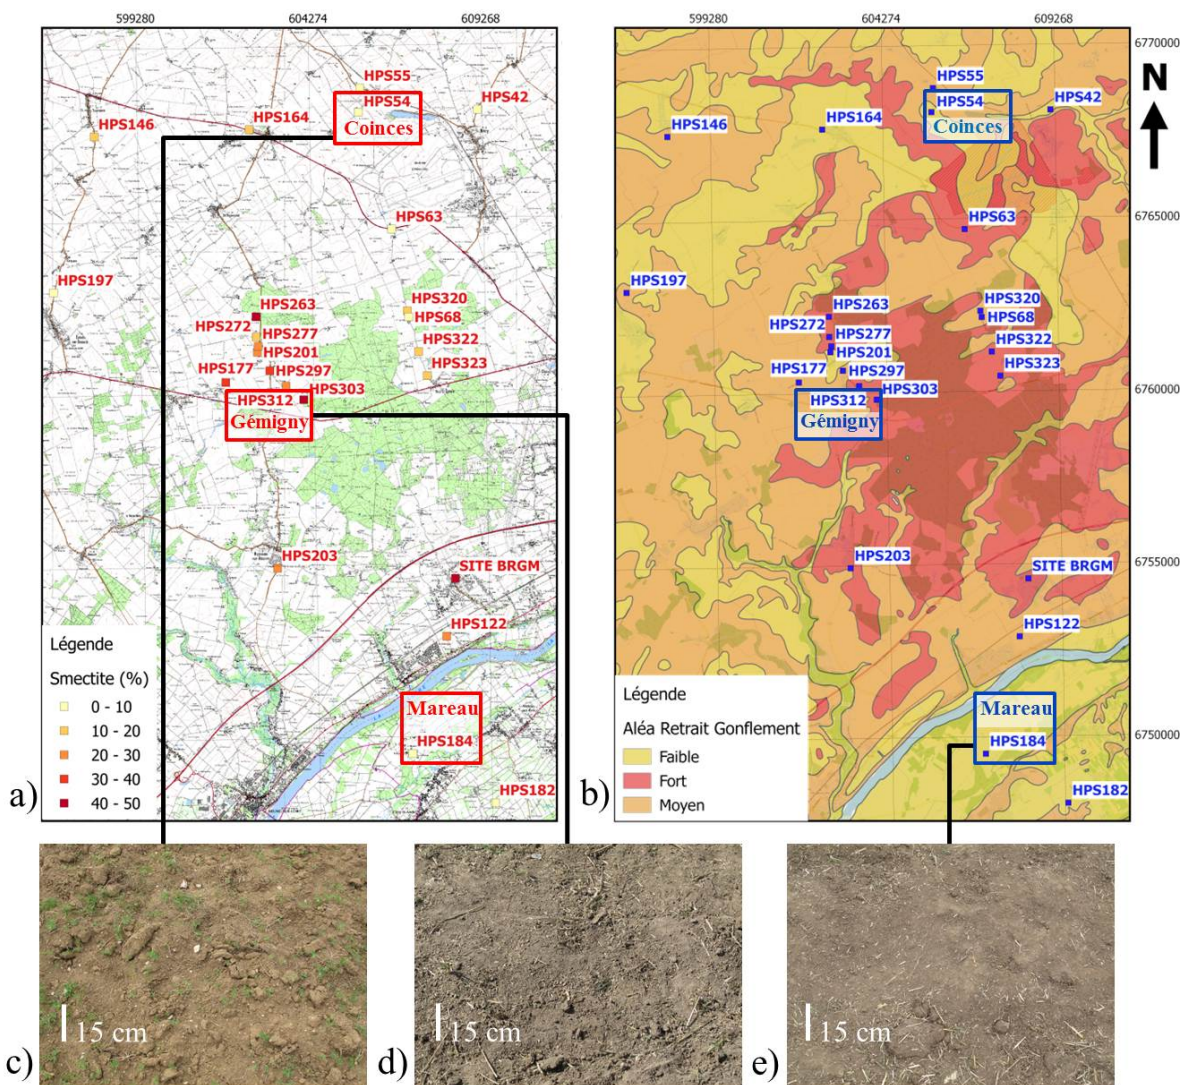 599280 604274 609268
599280 604274 609268
6770000
N
HPS55
HPS54
Coinces
HPS42
HPS164
HPS146
HPS63
HPS197
HPS263
HPS320
HPS272
HPS277
HPS68
HPS201
HPS322
HPS177
HPS297
HPS323
HPS303
HPS312
Gémigny
HPS203
SITE BRGM
HPS122
Mareau
HPS184
HPS182
Légende
Smectite (%)
0 - 10
10 - 20
20 - 30
30 - 40
40 - 50
a)
HPS55
HPS54
Coinces
HPS42
HPS164
HPS146
6765000
HPS63
HPS197
HPS263
HPS320
HPS272
HPS277
HPS68
HPS201
HPS322
HPS177
HPS297
HPS323
6760000
HPS303
HPS312
Gémigny
HPS203
SITE BRGM
6755000
HPS122
Mareau
HPS184
6750000
HPS182
Légende
Aléa Retrait Gonflement
Faible
Fort
Moyen
b)
15 cm
c)
15 cm
d)
15 cm
e)